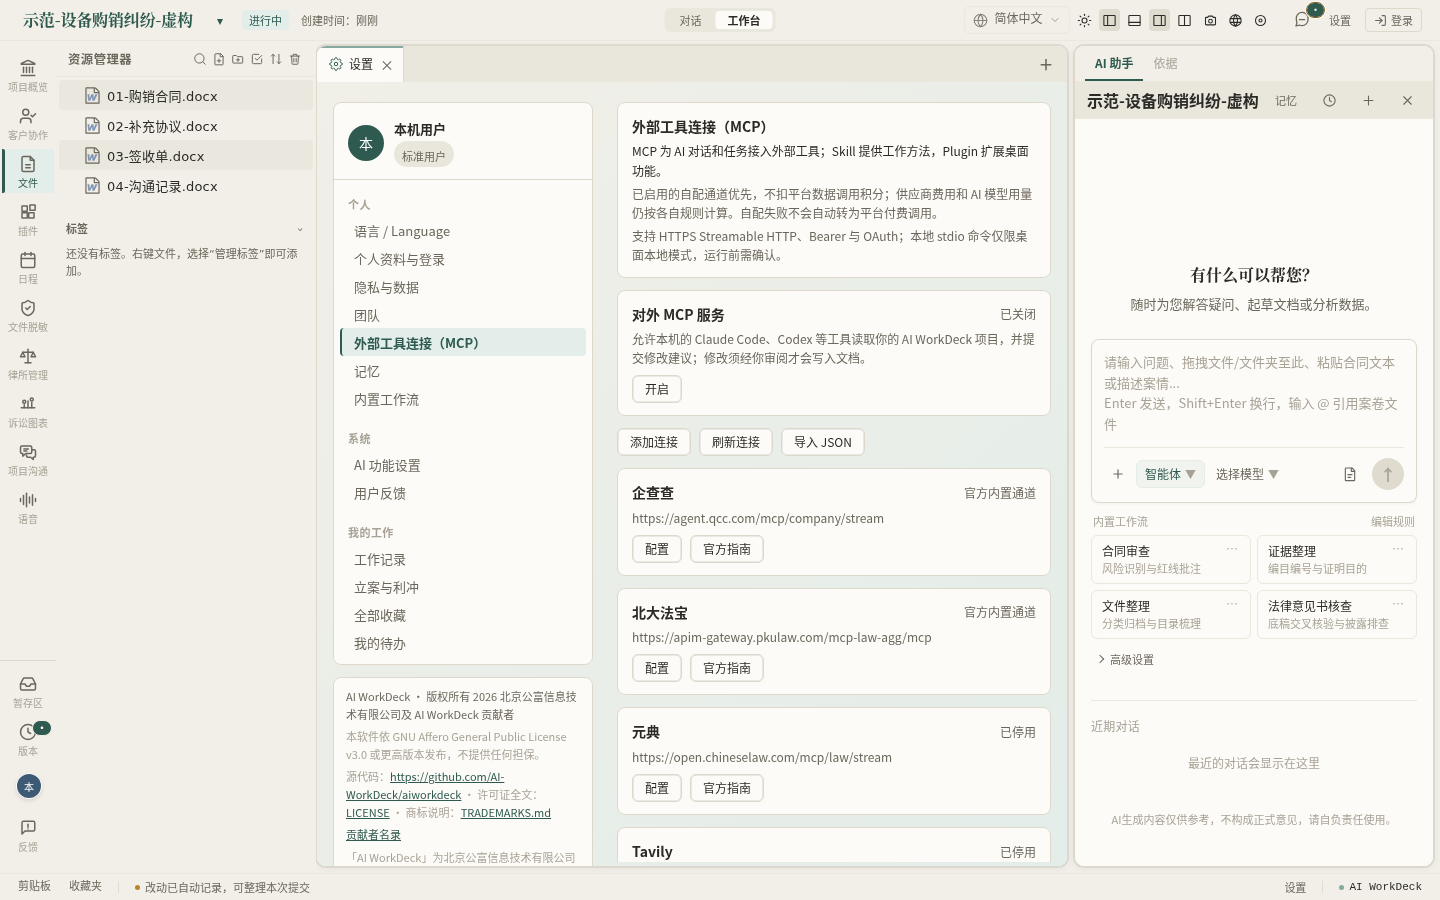 示范-设备购销纠纷-虚构 ▼ 进行中 创建时间：刚刚 对话 工作台 简体中文 设置 登录
资源管理器
01-购销合同.docx
02-补充协议.docx
03-签收单.docx
04-沟通记录.docx
标签
还没有标签。右键文件，选择“管理标签”即可添
加。
项目概览
客户协作
文件
插件
日程
文件脱敏
律所管理
诉讼图表
项目沟通
语音
暂存区
版本
本
反馈
设置
本
本机用户
标准用户
个人
语言 / Language
个人资料与登录
隐私与数据
团队
外部工具连接（MCP）
记忆
内置工作流
系统
AI 功能设置
用户反馈
我的工作
工作记录
立案与利冲
全部收藏
我的待办
AI WorkDeck · 版权所有 2026 北京公富信息技
术有限公司及 AI WorkDeck 贡献者
本软件依 GNU Affero General Public License
v3.0 或更高版本发布，不提供任何担保。
源代码：https://github.com/AI-
WorkDeck/aiworkdeck · 许可证全文：
LICENSE · 商标说明：TRADEMARKS.md
贡献者名录
「AI WorkDeck」为北京公富信息技术有限公司
外部工具连接（MCP）
MCP 为 AI 对话和任务接入外部工具；Skill 提供工作方法，Plugin 扩展桌面
功能。
已启用的自配通道优先，不扣平台数据调用积分；供应商费用和 AI 模型用量
仍按各自规则计算。自配失败不会自动转为平台付费调用。
支持 HTTPS Streamable HTTP、Bearer 与 OAuth；本地 stdio 命令仅限桌
面本地模式，运行前需确认。
对外 MCP 服务 已关闭
允许本机的 Claude Code、Codex 等工具读取你的 AI WorkDeck 项目，并提
交修改建议；修改须经你审阅才会写入文档。
开启
添加连接 刷新连接 导入 JSON
企查查 官方内置通道
https://agent.qcc.com/mcp/company/stream
配置 官方指南
北大法宝 官方内置通道
https://apim-gateway.pkulaw.com/mcp-law-agg/mcp
配置 官方指南
元典 已停用
https://open.chineselaw.com/mcp/law/stream
配置 官方指南
Tavily 已停用
AI 助手 依据
示范-设备购销纠纷-虚构 记忆
有什么可以帮您？
随时为您解答疑问、起草文档或分析数据。
请输入问题、拖拽文件/文件夹至此、粘贴合同文本
或描述案情...
Enter 发送，Shift+Enter 换行，输入 @ 引用案卷文
件
智能体 ▼ 选择模型 ▼
内置工作流 编辑规则
合同审查 ···
风险识别与红线批注
证据整理 ···
编目编号与证明目的
文件整理 ···
分类归档与目录梳理
法律意见书核查 ···
底稿交叉核验与披露排查
高级设置
近期对话
最近的对话会显示在这里
AI生成内容仅供参考，不构成正式意见，请自负责任使用。
剪贴板 收藏夹 改动已自动记录，可整理本次提交 设置 AI WorkDeck